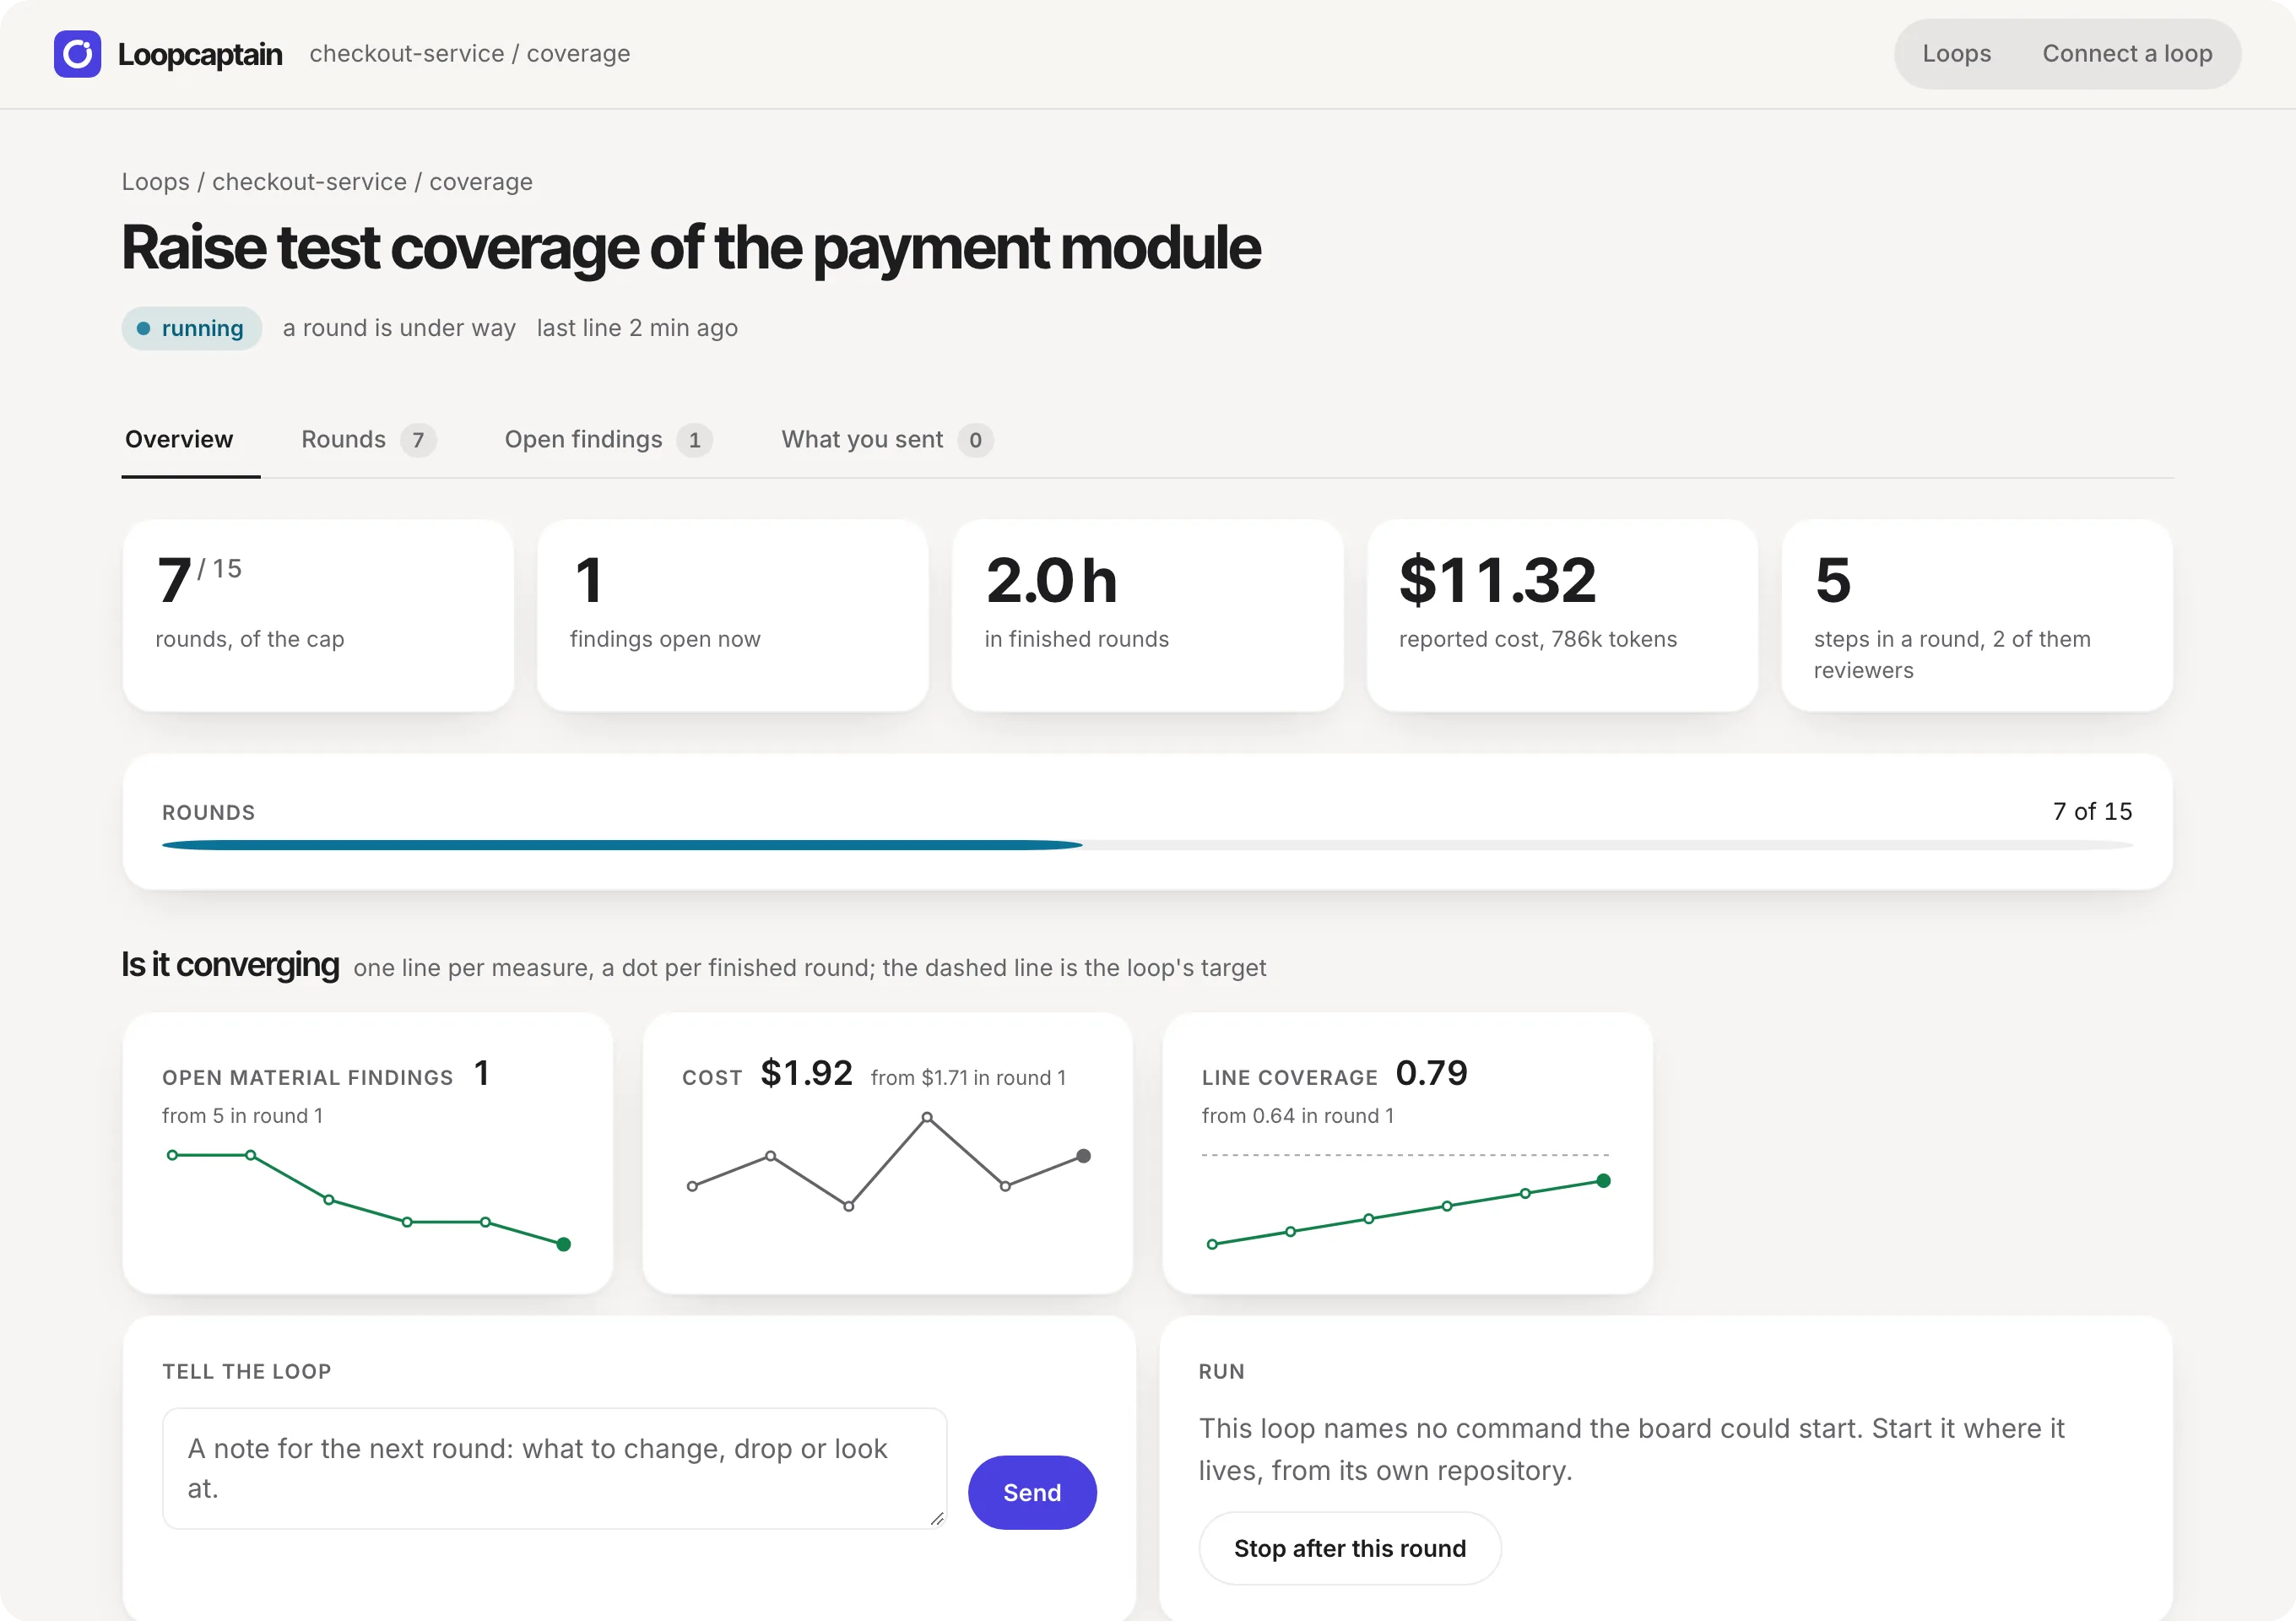 Loopcaptain checkout-service / coverage Loops Connect a loop
Loops / checkout-service / coverage
Raise test coverage of the payment module
running a round is under way last line 2 min ago
Overview Rounds 7 Open findings 1 What you sent 0
7 / 15
rounds, of the cap
1
findings open now
2.0 h
in finished rounds
$11.32
reported cost, 786k tokens
5
steps in a round, 2 of them
reviewers
ROUNDS 7 of 15
Is it converging one line per measure, a dot per finished round; the dashed line is the loop's target
OPEN MATERIAL FINDINGS 1
from 5 in round 1
COST $1.92 from $1.71 in round 1
LINE COVERAGE 0.79
from 0.64 in round 1
TELL THE LOOP
A note for the next round: what to change, drop or look
at.
Send
RUN
This loop names no command the board could start. Start it where it
lives, from its own repository.
Stop after this round